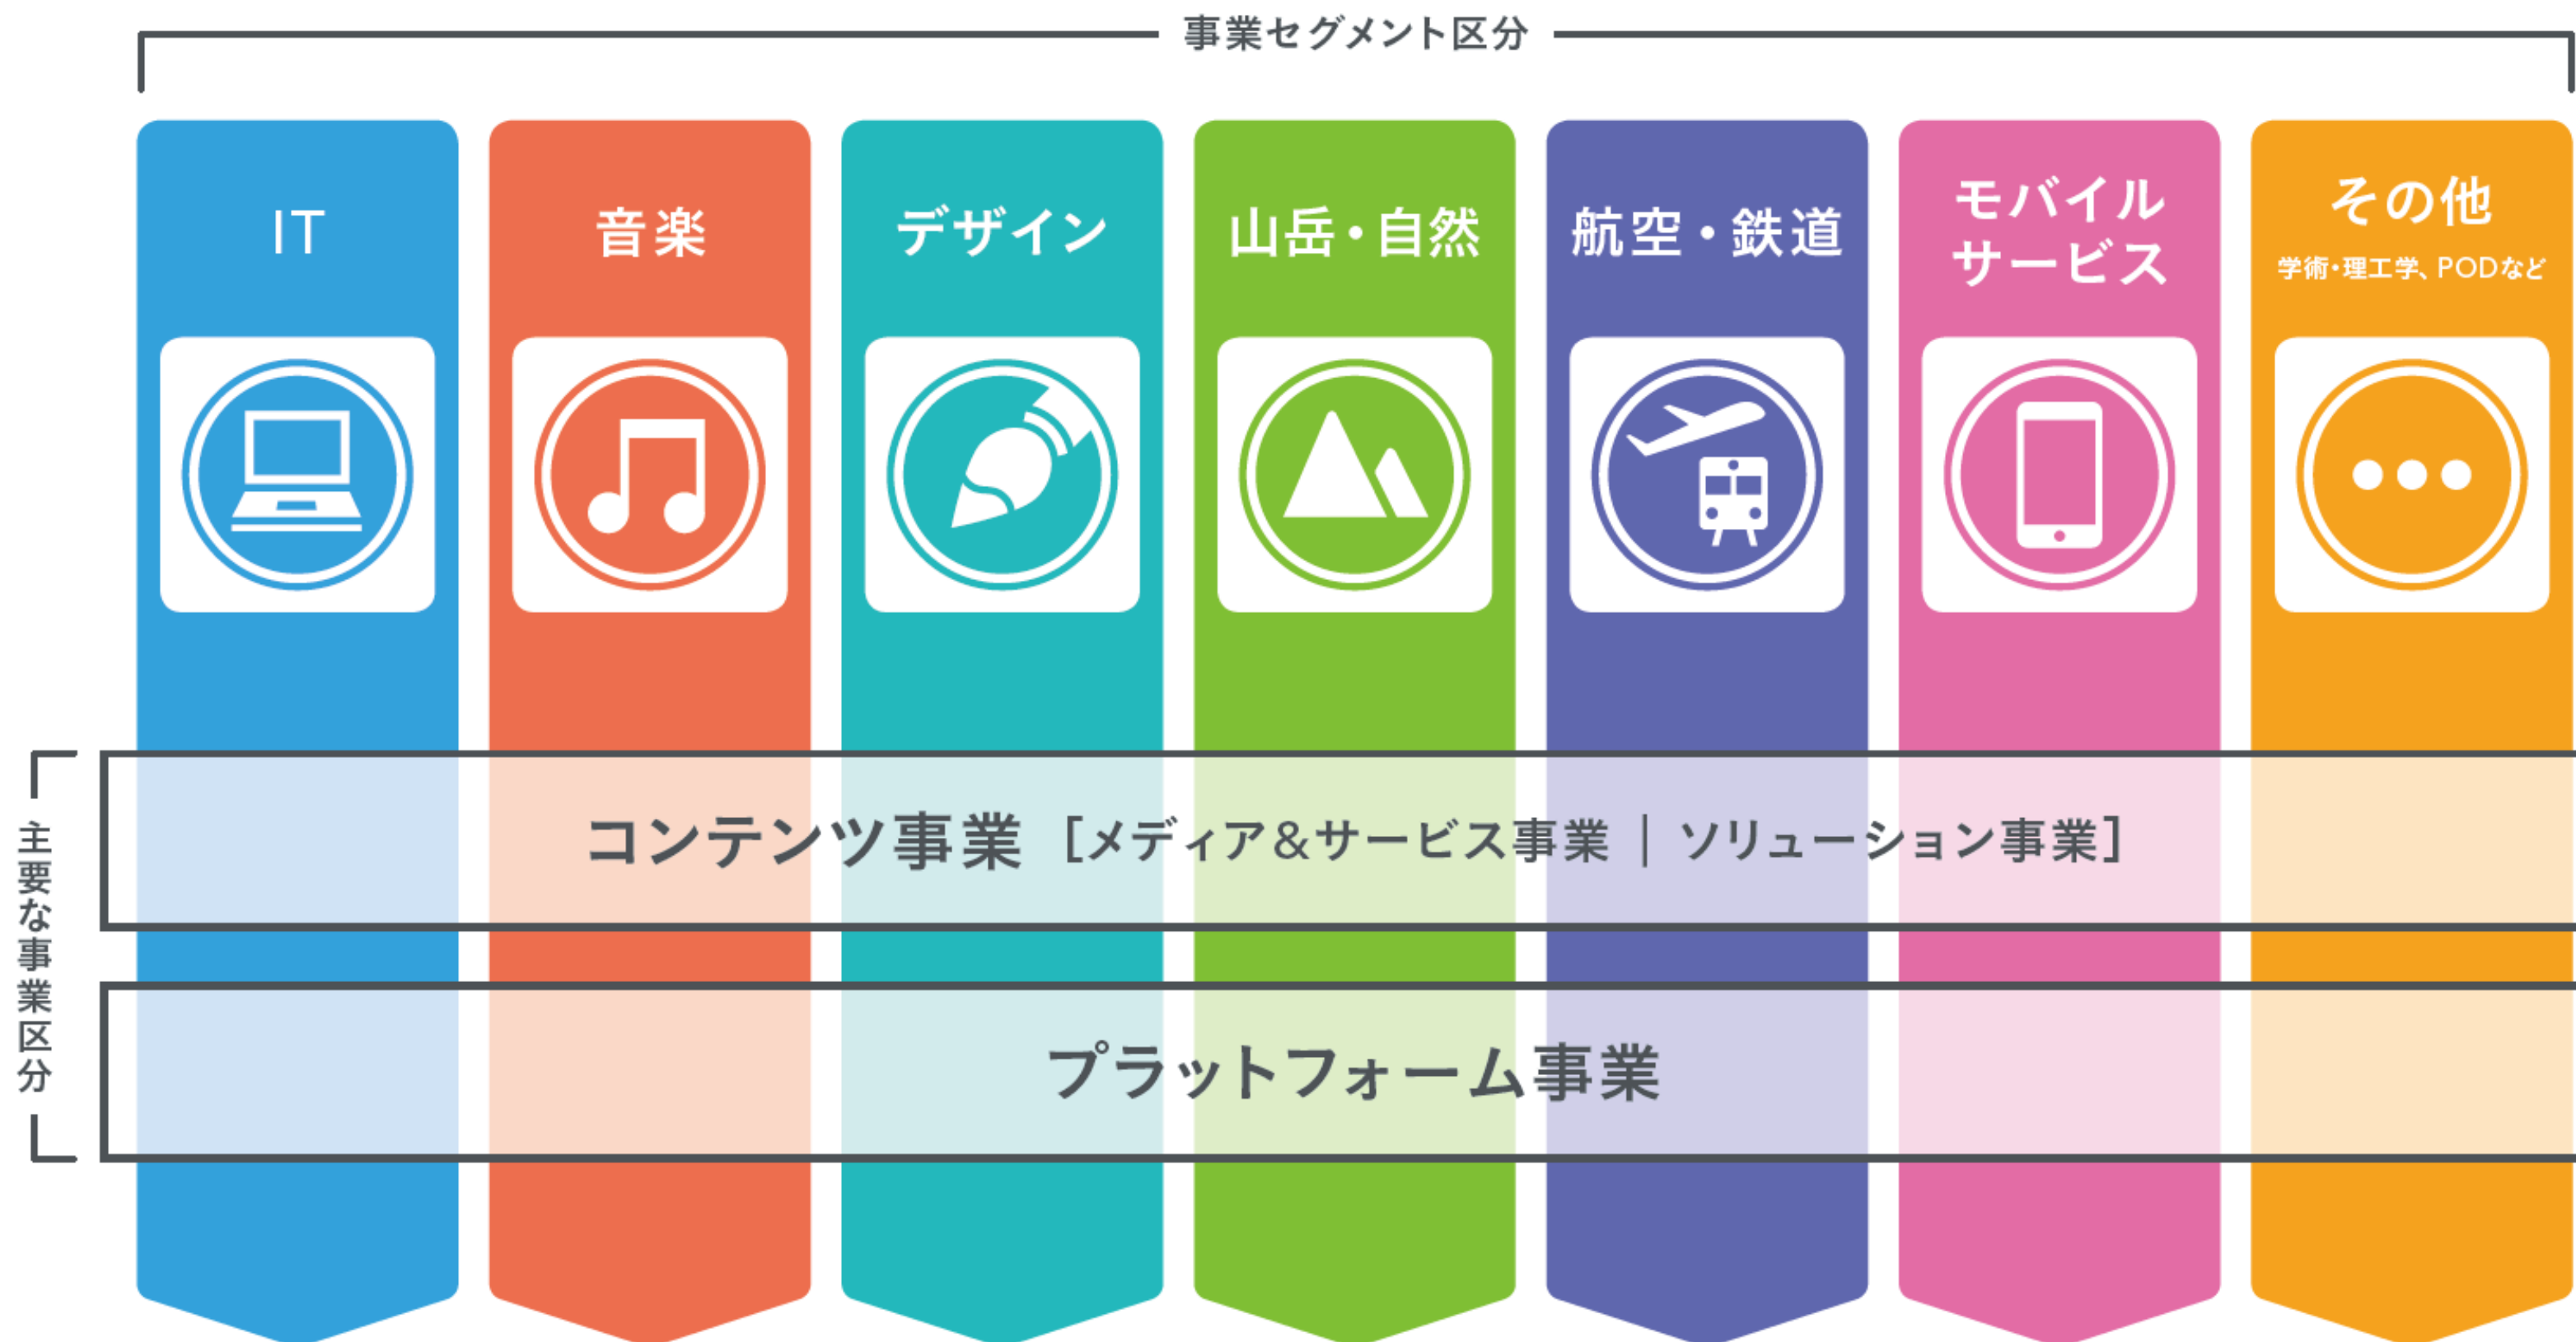 事業セグメント区分
IT
音楽
デザイン
山岳・自然
航空・鉄道
モバイル
サービス
その他
学術・理工学、PODなど
主要な事業区分
コンテンツ事業 [メディア&サービス事業 | ソリューション事業]
プラットフォーム事業